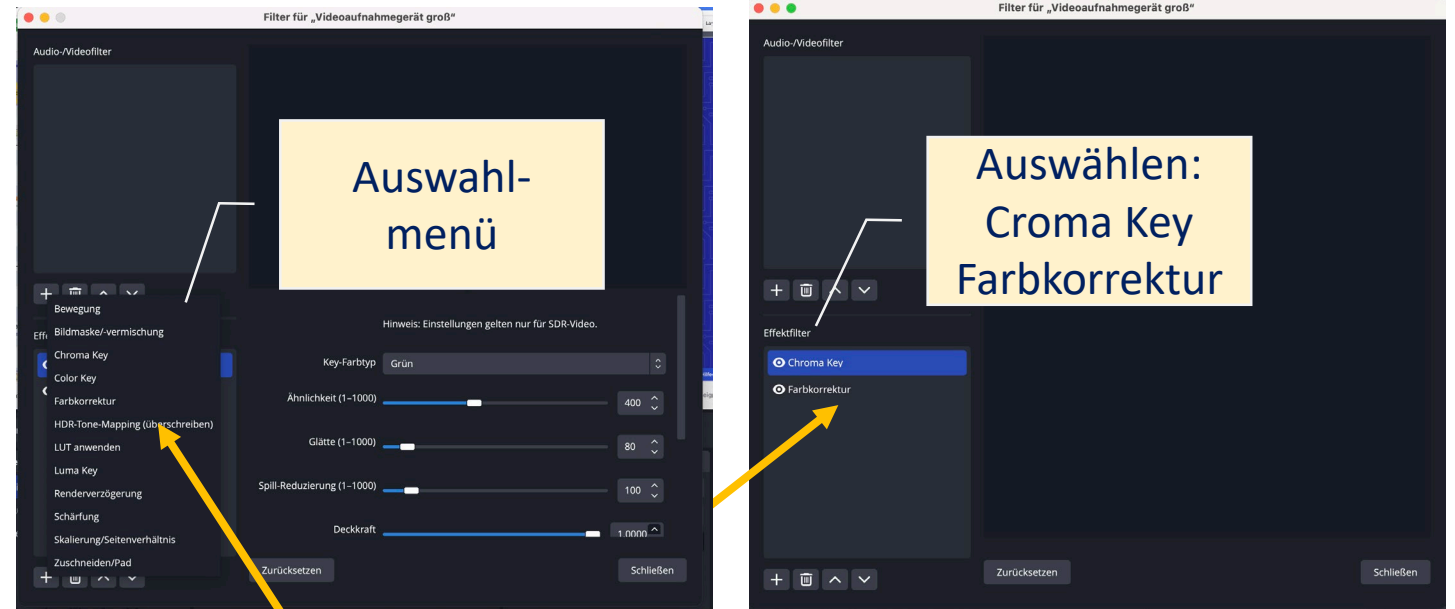 Filter für „Videoaufnahmegerät groß“
Audio-/Videofilter
Auswahl-
menü
Bewegung
Bildmaske/-vermischung
Chroma Key
Color Key
Farbkorrektur
HDR-Tone-Mapping (überschreiben)
LUT anwenden
Luma Key
Renderverzögerung
Schärfung
Skalierung/Seitenverhältnis
Zuschneiden/Pad
Hinweis: Einstellungen gelten nur für SDR-Video.
Key-Farbtyp Grün
Ähnlichkeit (1–1000) 400
Glätte (1–1000) 80
Spill-Reduzierung (1–1000) 100
Deckkraft 1.0000
Zurücksetzen Schließen
Filter für „Videoaufnahmegerät groß“
Audio-/Videofilter
Auswählen:
Croma Key
Farbkorrektur
Effektfilter
Chroma Key
Farbkorrektur
Zurücksetzen Schließen